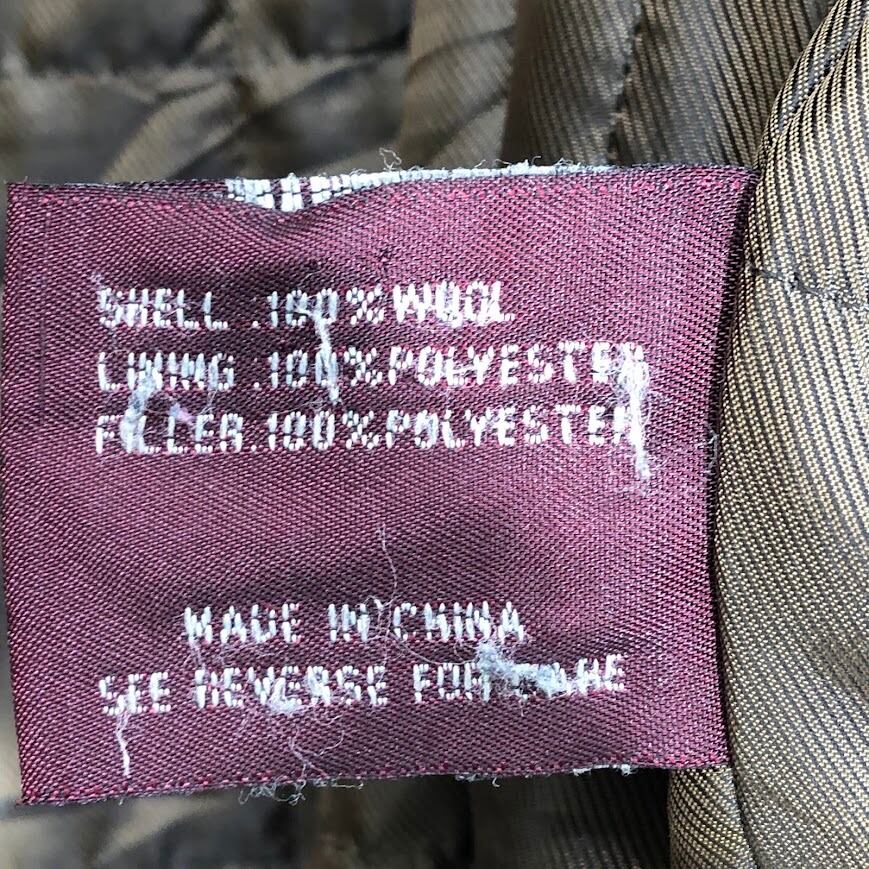 SHELL :100%WOOL
LINING :100%POLYESTER
FILLER:100%POLYESTER
MADE IN CHINA
SEE REVERSE FOR CARE